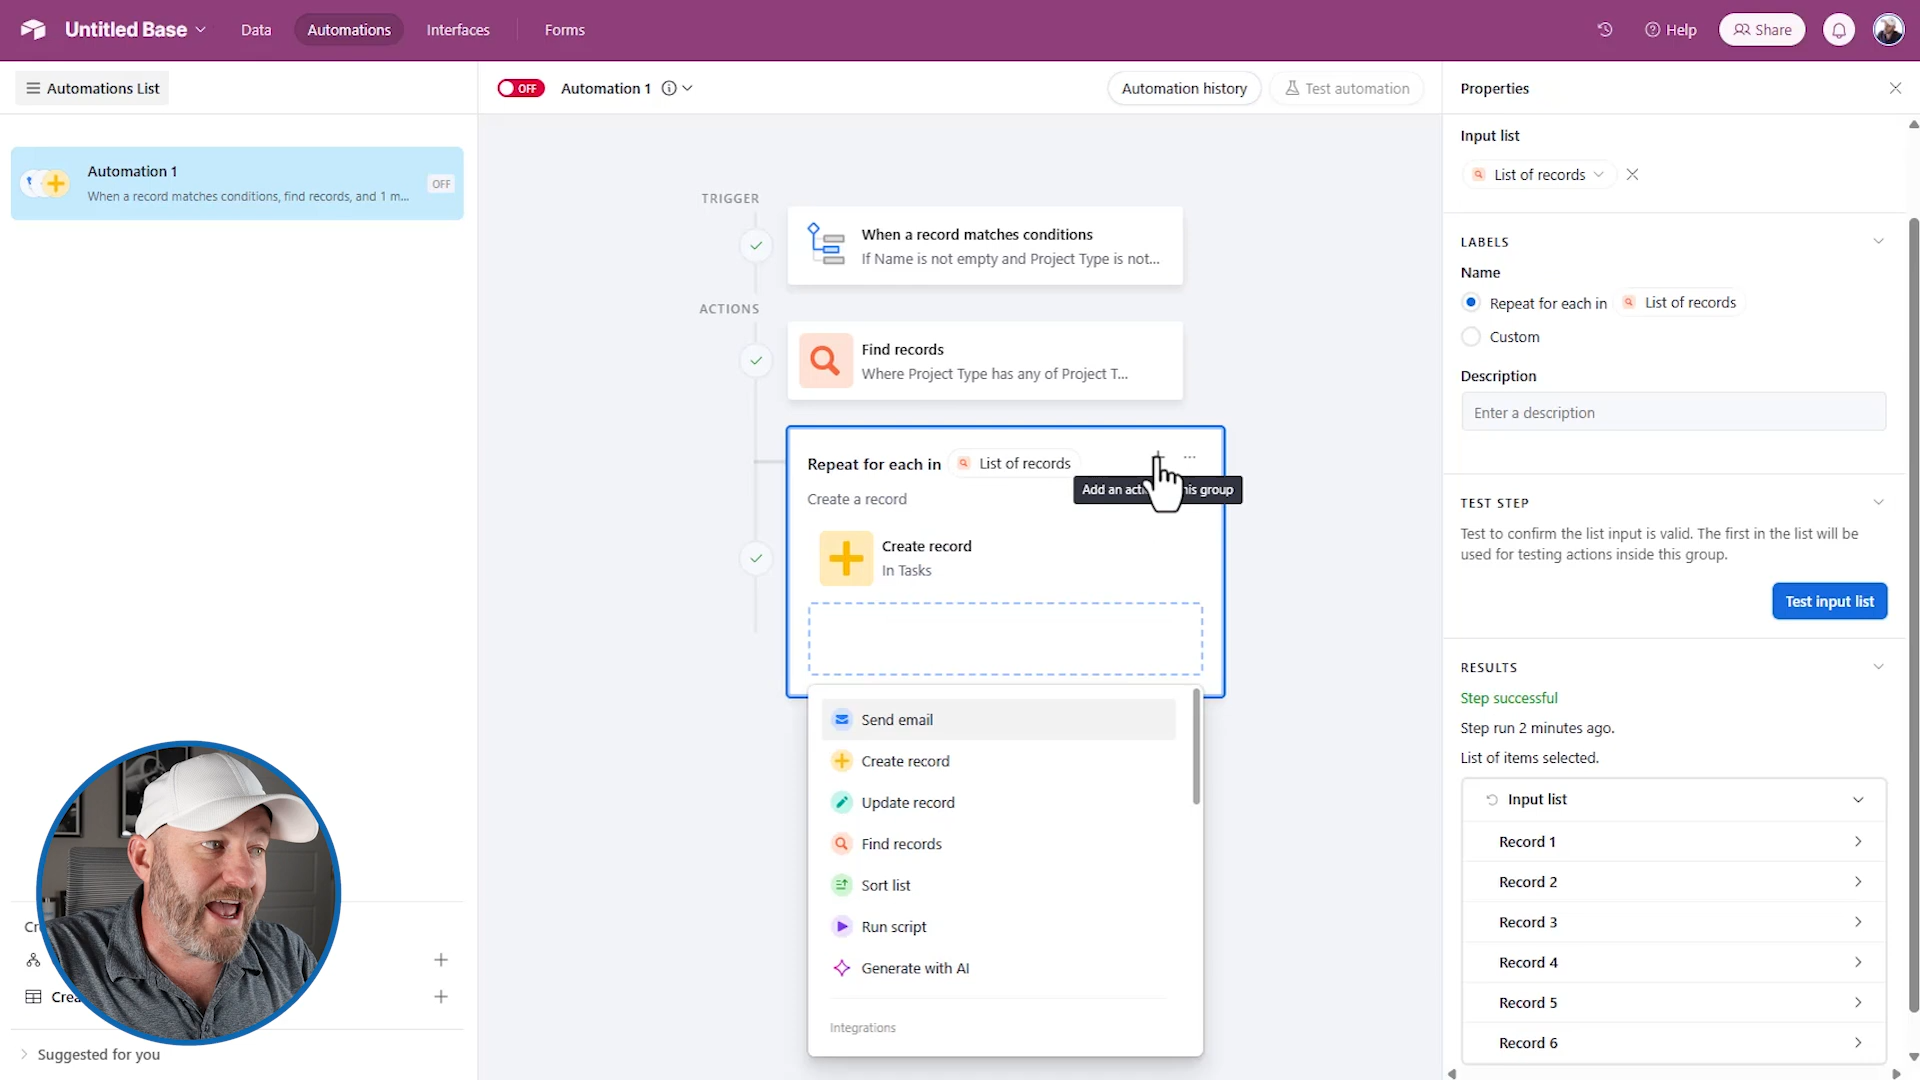 Untitled Base
Data
Automations
Interfaces
Forms
Help
Share
Automations List
OFF
Automation 1
Automation history
Test automation
Properties
Automation 1
When a record matches conditions, find records, and 1 m...
OFF
TRIGGER
When a record matches conditions
If Name is not empty and Project Type is not...
ACTIONS
Find records
Where Project Type has any of Project T...
Repeat for each in
List of records
Add an acti
his group
Create a record
Create record
In Tasks
Send email
Create record
Update record
Find records
Sort list
Run script
Generate with AI
Integrations
Input list
List of records
LABELS
Name
Repeat for each in
List of records
Custom
Description
Enter a description
TEST STEP
Test to confirm the list input is valid. The first in the list will be
used for testing actions inside this group.
Test input list
RESULTS
Step successful
Step run 2 minutes ago.
List of items selected.
Input list
Record 1
Record 2
Record 3
Record 4
Record 5
Record 6
Suggested for you